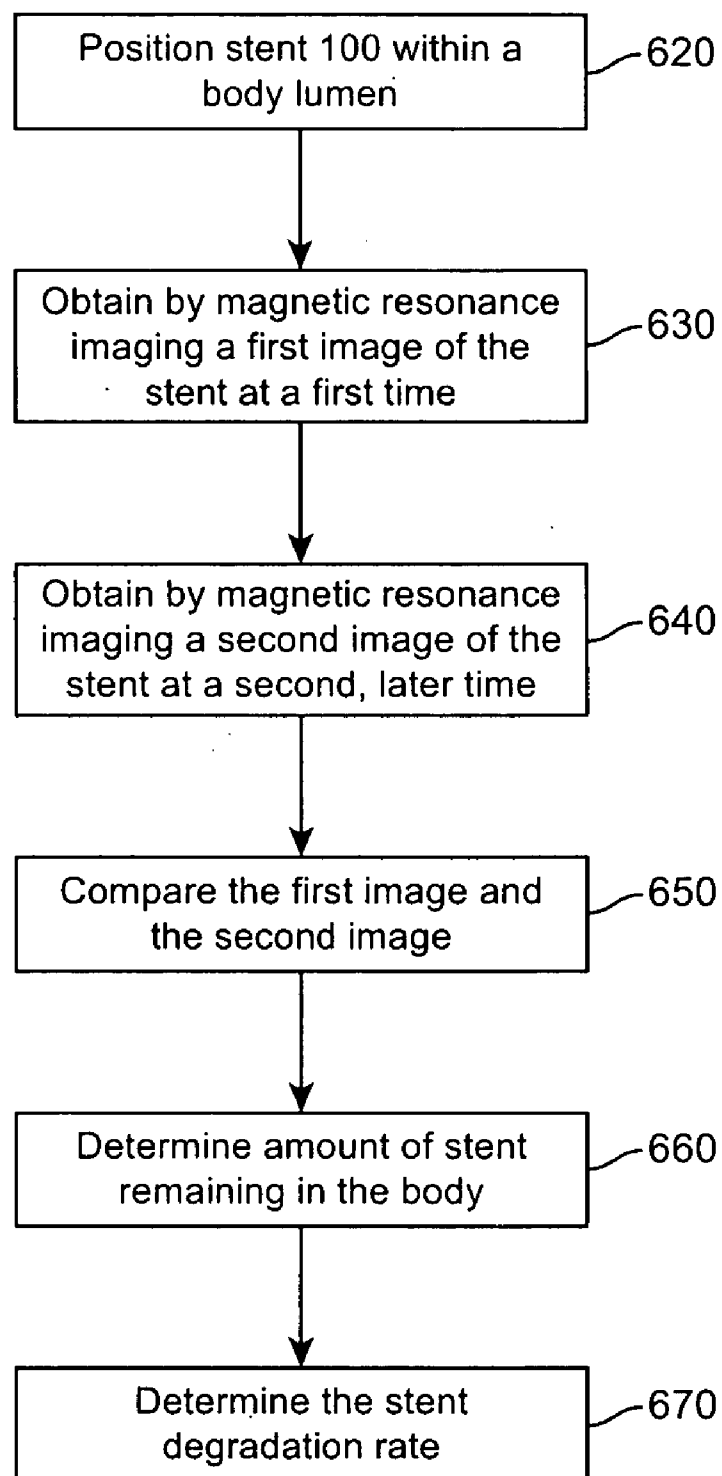 Position stent 100 within a
body lumen
620
Obtain by magnetic resonance
imaging a first image of the
stent at a first time
630
Obtain by magnetic resonance
imaging a second image of the
stent at a second, later time
640
Compare the first image and
the second image
650
Determine amount of stent
remaining in the body
660
Determine the stent
degradation rate
670